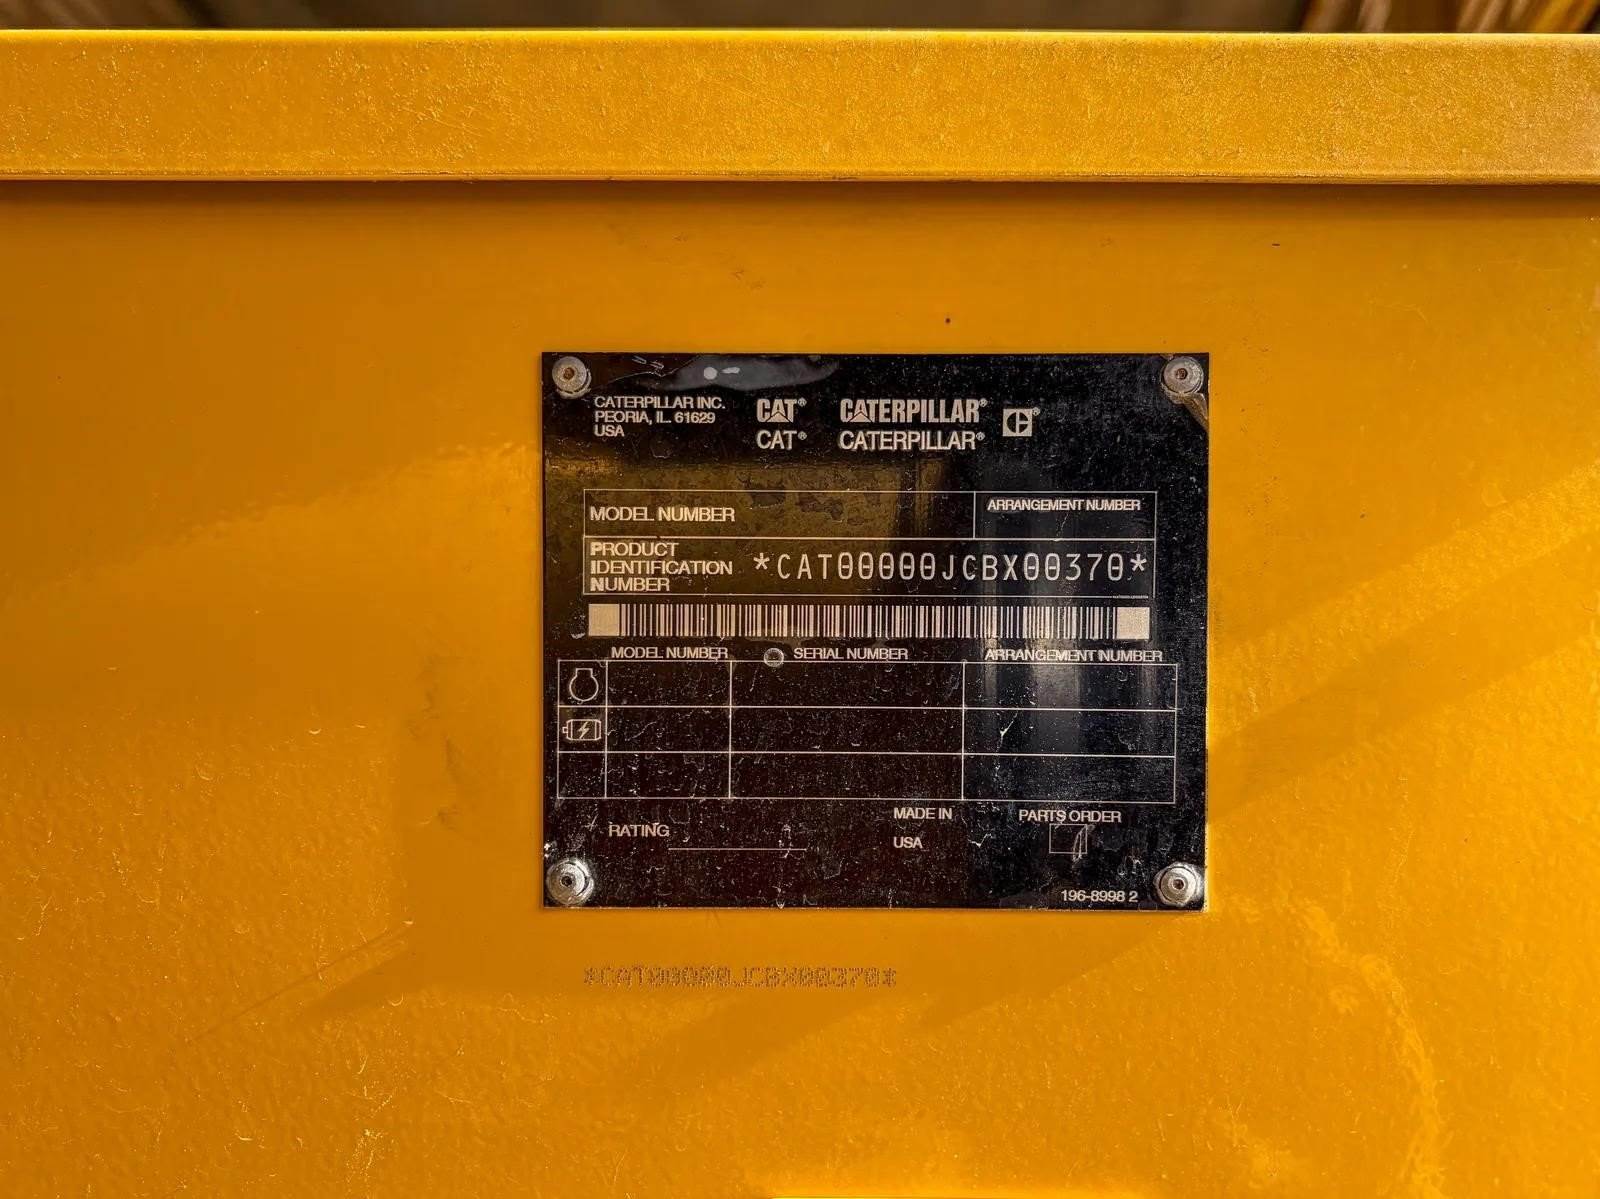 CATERPILLAR INC.
PEORIA, IL. 61629
USA
CAT® CATERPILLAR®
CAT® CATERPILLAR®
MODEL NUMBER
ARRANGEMENT NUMBER
PRODUCT
IDENTIFICATION
NUMBER
*CAT00000JCBX00370*
MODEL NUMBER SERIAL NUMBER ARRANGEMENT NUMBER
RATING
MADE IN
USA
PARTS ORDER
196-8998 2
*CAT00000JCBX00370*